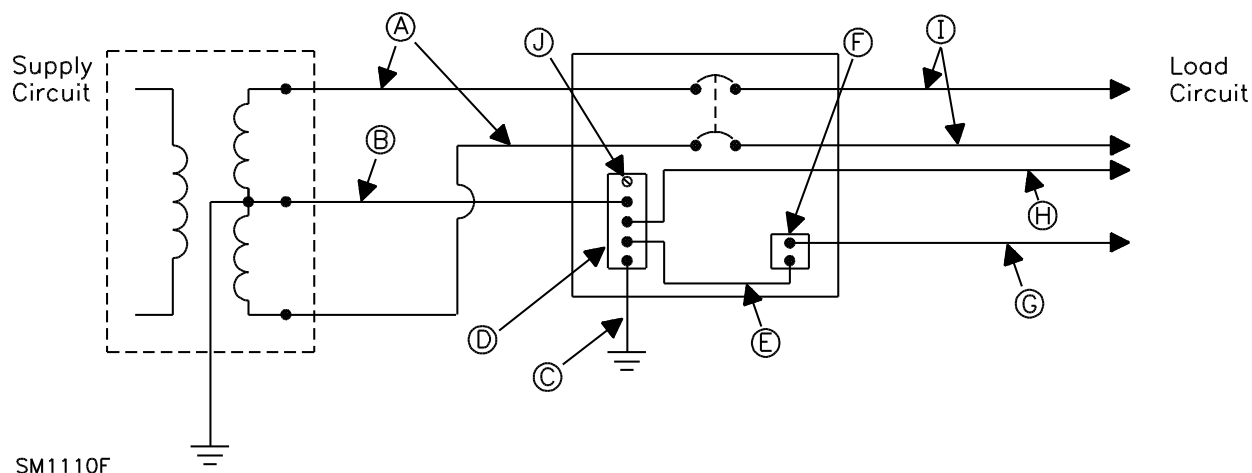 A
J
F
I
Supply
Circuit
Load
Circuit
B
H
G
D
E
C
SM1110F